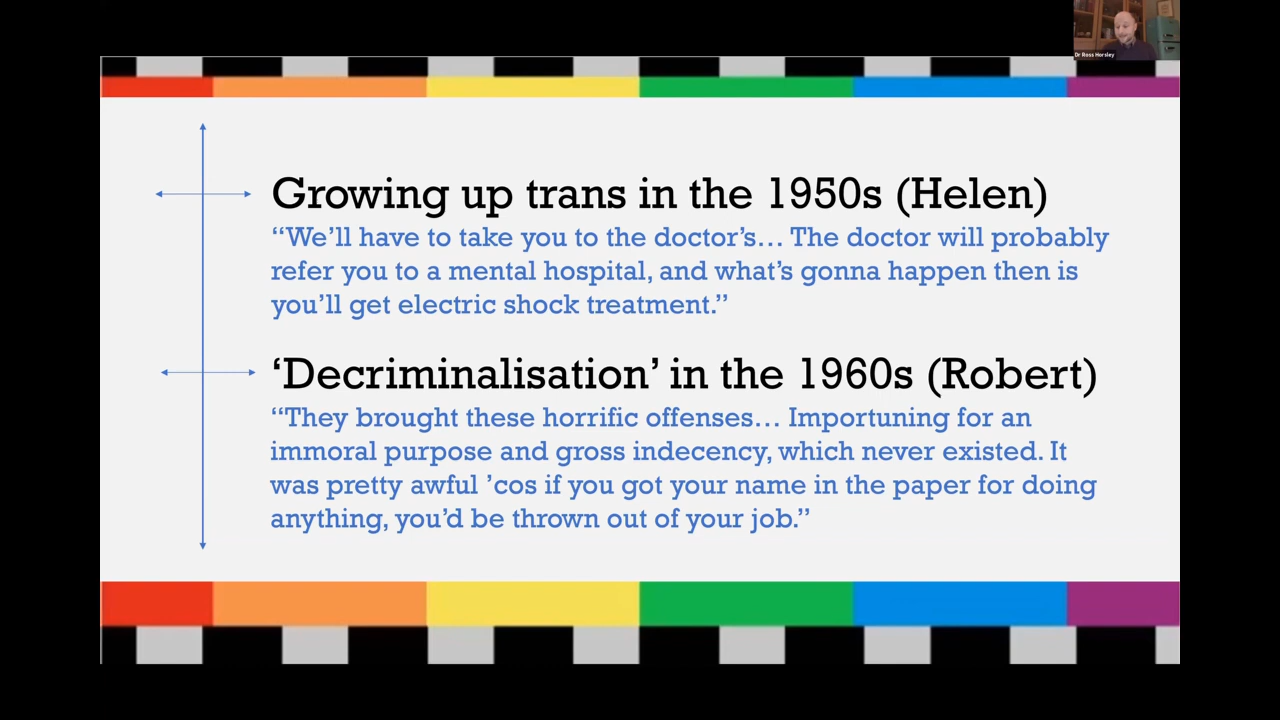 Dr Ross Horsley
Growing up trans in the 1950s (Helen)
“We’ll have to take you to the doctor’s… The doctor will probably
refer you to a mental hospital, and what’s gonna happen then is
you’ll get electric shock treatment.”
‘Decriminalisation’ in the 1960s (Robert)
“They brought these horrific offenses… Importuning for an
immoral purpose and gross indecency, which never existed. It
was pretty awful ’cos if you got your name in the paper for doing
anything, you’d be thrown out of your job.”